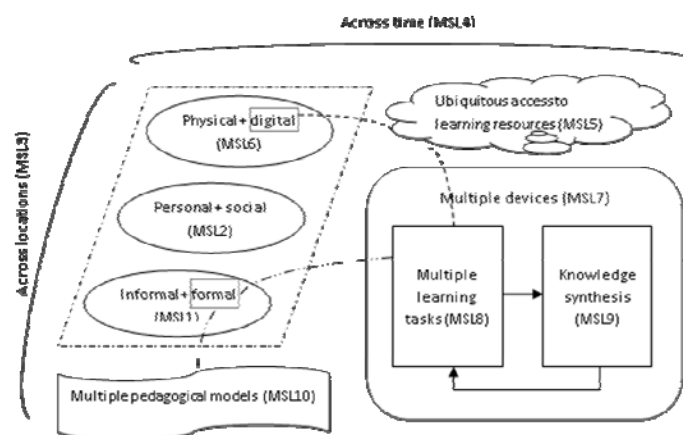 Across time (MSL4)
Across locations (MSL3)
Physical + digital
(MSL6)
Personal + social
(MSL2)
Informal + formal
(MSL1)
Multiple pedagogical models (MSL10)
Ubiquitous access to
learning resources (MSL5)
Multiple devices (MSL7)
Multiple
learning
tasks (MSL8)
Knowledge
synthesis
(MSL9)